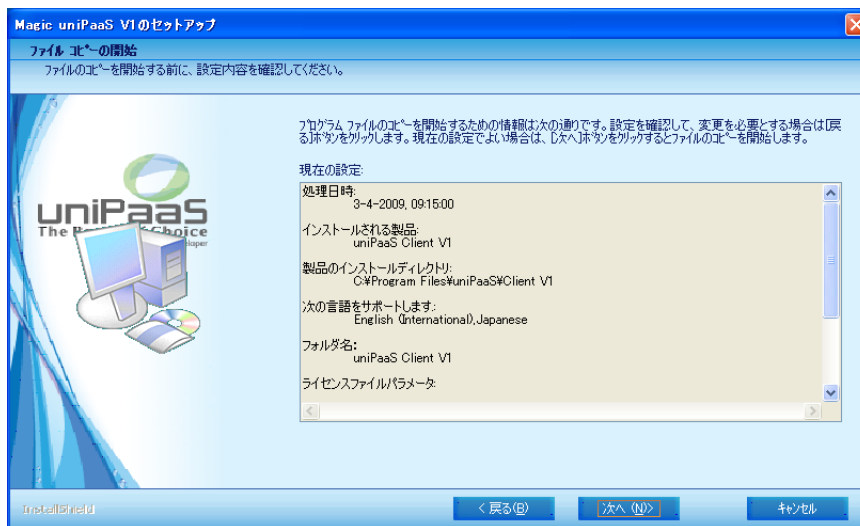 Magic uniPaaS V1のセットアップ
ファイル コピーの開始
ファイルのコピーを開始する前に、設定内容を確認してください。
プログラム ファイルのコピーを開始するための情報は次の通りです。設定を確認して、変更を必要とする場合は[戻
る]ボタンをクリックします。現在の設定でよい場合は、[次へ]ボタンをクリックするとファイルのコピーを開始します。
現在の設定:
処理日時:
3-4-2009, 09:15:00
インストールされる製品:
uniPaaS Client V1
製品のインストールディレクトリ:
C:¥Program Files¥uniPaaS¥Client V1
次の言語をサポートします.:
English (International),Japanese
フォルダ名:
uniPaaS Client V1
ライセンスファイルパラメータ:
uniPaaS
The Choice
InstallShield
< 戻る(B)
次へ (N)>
キャンセル